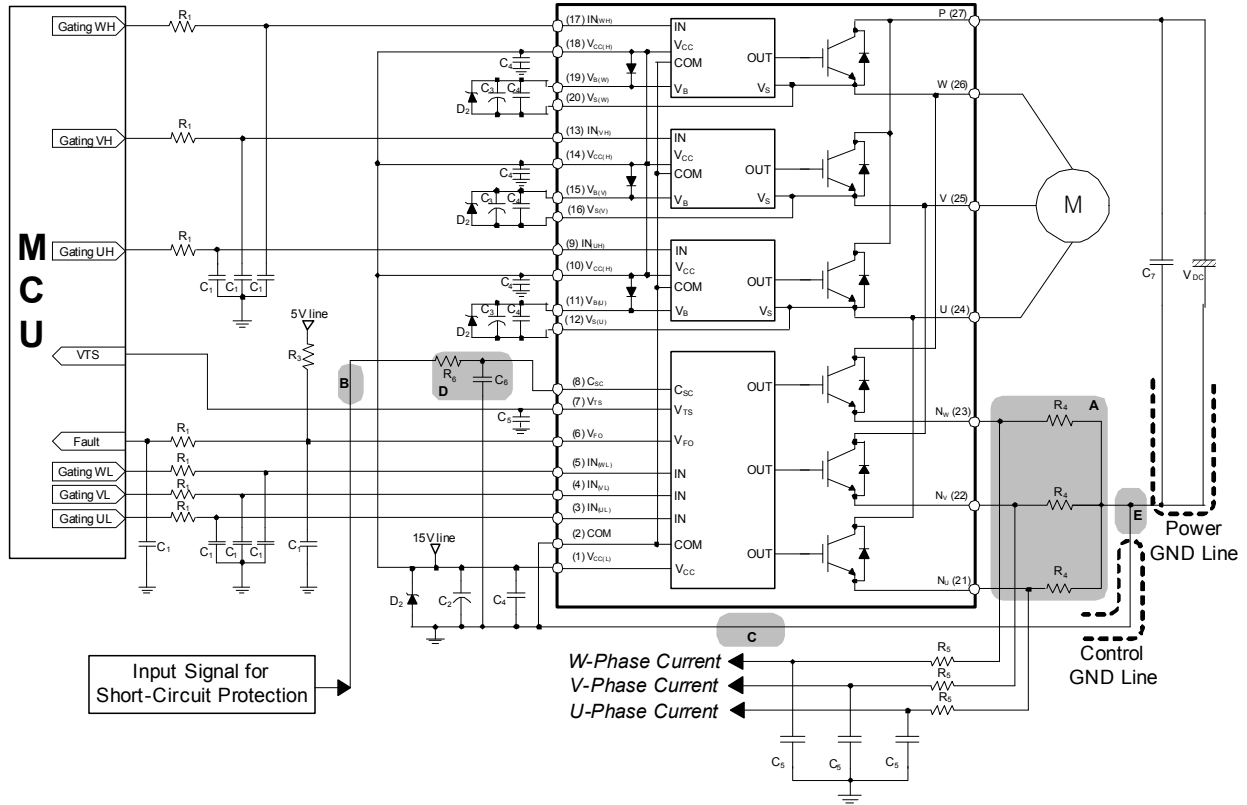 MCU
Gating WH
R1
(17) IN(WH)
(18) VCC(H)
C4
C3 C4
D2
(19) VB(W)
(20) VS(W)
IN
VCC
COM
VB
OUT
VS
P (27)
W (26)
Gating VH
R1
(13) IN(VH)
(14) VCC(H)
C4
C3 C4
D2
(15) VB(V)
(16) VS(V)
IN
VCC
COM
VB
OUT
VS
V (25)
M
Gating UH
R1
C1 C1 C1
(9) IN(UH)
(10) VCC(H)
C4
C3 C4
D2
(11) VB(U)
(12) VS(U)
IN
VCC
COM
VB
OUT
VS
U (24)
C7
VDC
5V line
R3
VTS
B
R6
D
C6
C5
(8) CSC
(7) VTS
(6) VFO
(5) IN(WL)
(4) IN(VL)
(3) IN(UL)
(2) COM
(1) VCC(L)
CSC
VTS
VFO
IN
IN
IN
COM
VCC
OUT
OUT
OUT
NW (23)
NV (22)
NU (21)
R4
A
R4
R4
E
Power
GND Line
Control
GND Line
Fault
R1
Gating WL
R1
Gating VL
R1
Gating UL
R1
C1
C1 C1 C1
C1
15V line
D2
C2
C4
C
Input Signal for
Short-Circuit Protection
W-Phase Current
R5
V-Phase Current
R5
U-Phase Current
R5
C5 C5 C5